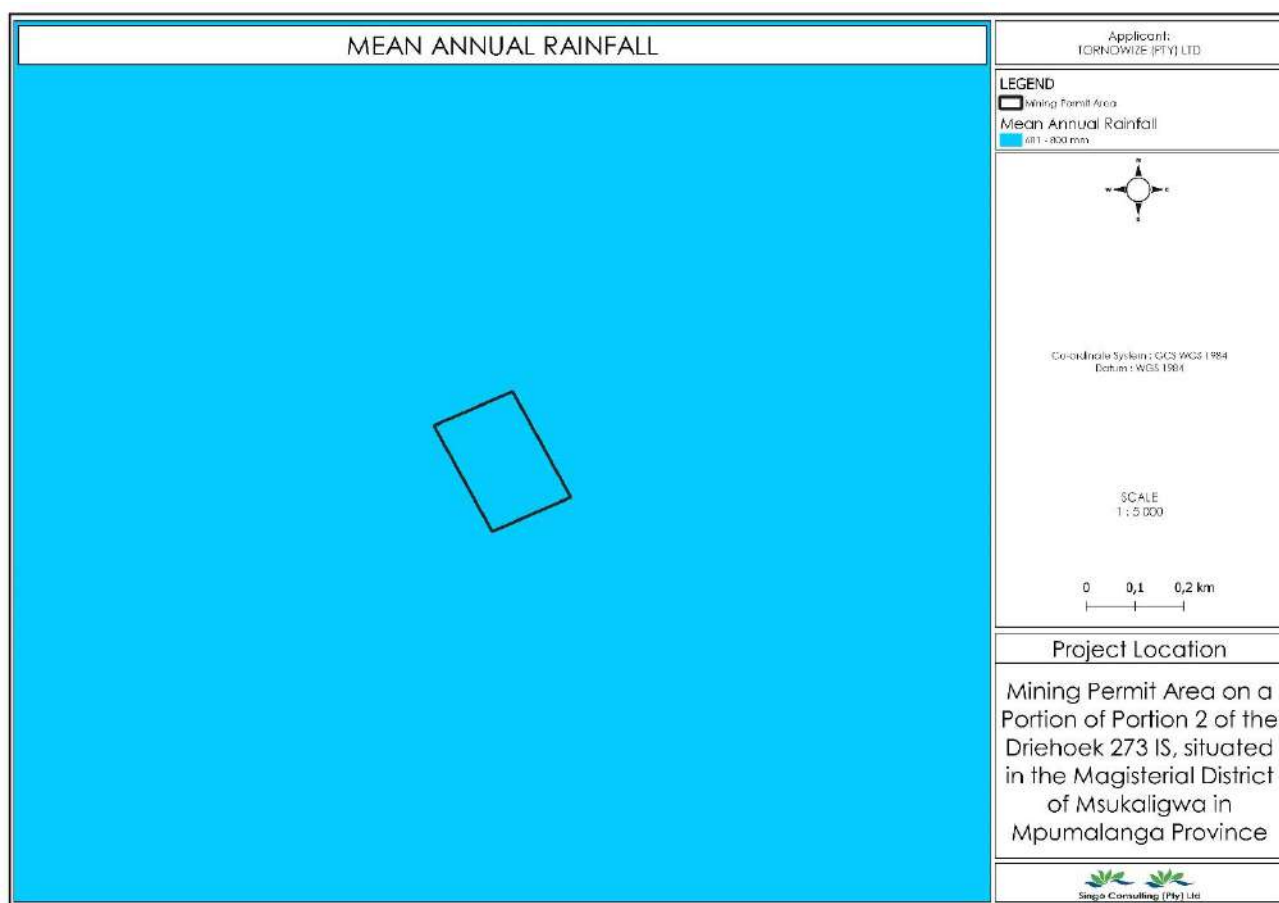 MEAN ANNUAL RAINFALL
Applicant:
TORNOWIZE (PTY) LTD
LEGEND
Mining Permit Area
Mean Annual Rainfall
601 - 800 mm
N
W
E
S
Co-ordinate System : GCS WGS 1984
Datum : WGS 1984
SCALE
1 : 5 000
0 0,1 0,2 km
Project Location
Mining Permit Area on a
Portion of Portion 2 of the
Driehoek 273 IS, situated
in the Magisterial District
of Msukaligwa in
Mpumalanga Province
Singo Consulting (Pty) Ltd